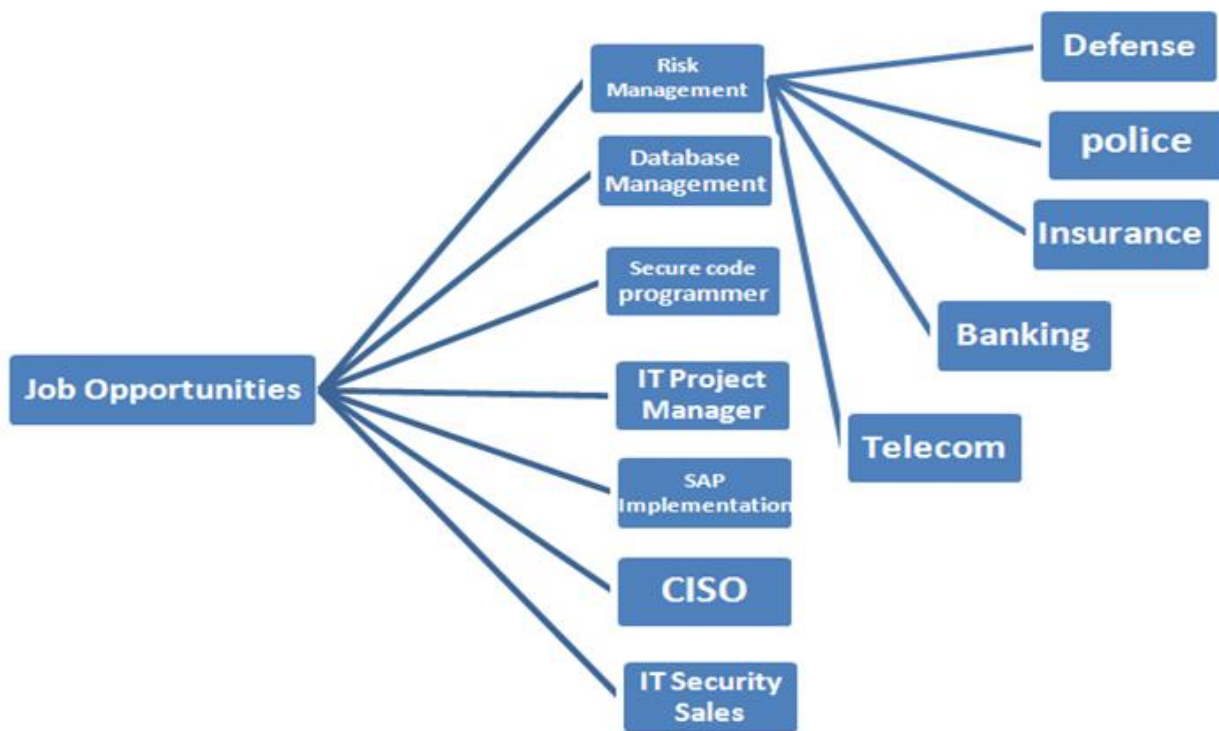 Job Opportunities
Risk
Management
Database
Management
Secure code
programmer
IT Project
Manager
SAP
Implementation
CISO
IT Security
Sales
Defense
police
Insurance
Banking
Telecom